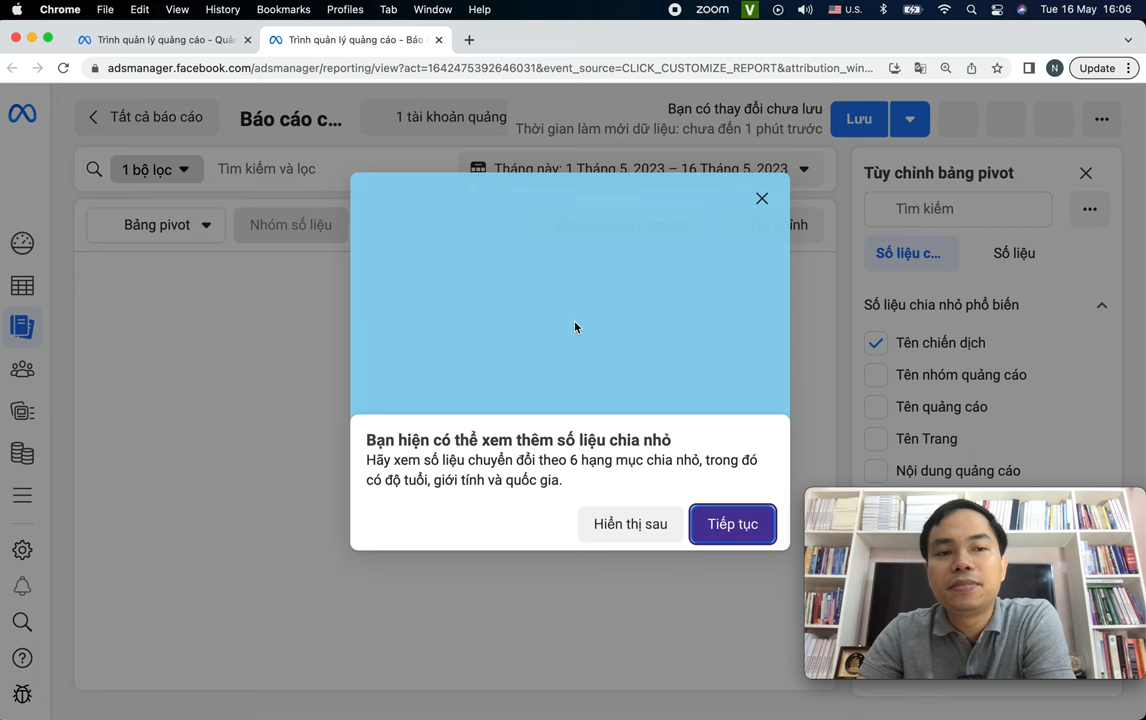 Chrome File Edit View History Bookmarks Profiles Tab Window Help zoom V U.S. Tue 16 May 16:06
Trình quản lý quảng cáo - Quản Trình quản lý quảng cáo - Báo
adsmanager.facebook.com/adsmanager/reporting/view?act=1642475392646031&event_source=CLICK_CUSTOMIZE_REPORT&attribution_win... N Update
Tất cả báo cáo Báo cáo c... 1 tài khoản quảng
Bạn có thay đổi chưa lưu
Thời gian làm mới dữ liệu: chưa đến 1 phút trước
Lưu
1 bộ lọc Tìm kiếm và lọc Tháng này: 1 Tháng 5, 2023 – 16 Tháng 5, 2023
Bảng pivot Nhóm số liệu
Tùy chỉnh bảng pivot
Tìm kiếm
Số liệu c... Số liệu
Số liệu chia nhỏ phổ biến
Tên chiến dịch
Tên nhóm quảng cáo
Tên quảng cáo
Tên Trang
Nội dung quảng cáo
Bạn hiện có thể xem thêm số liệu chia nhỏ
Hãy xem số liệu chuyển đổi theo 6 hạng mục chia nhỏ, trong đó
có độ tuổi, giới tính và quốc gia.
Hiển thị sau Tiếp tục